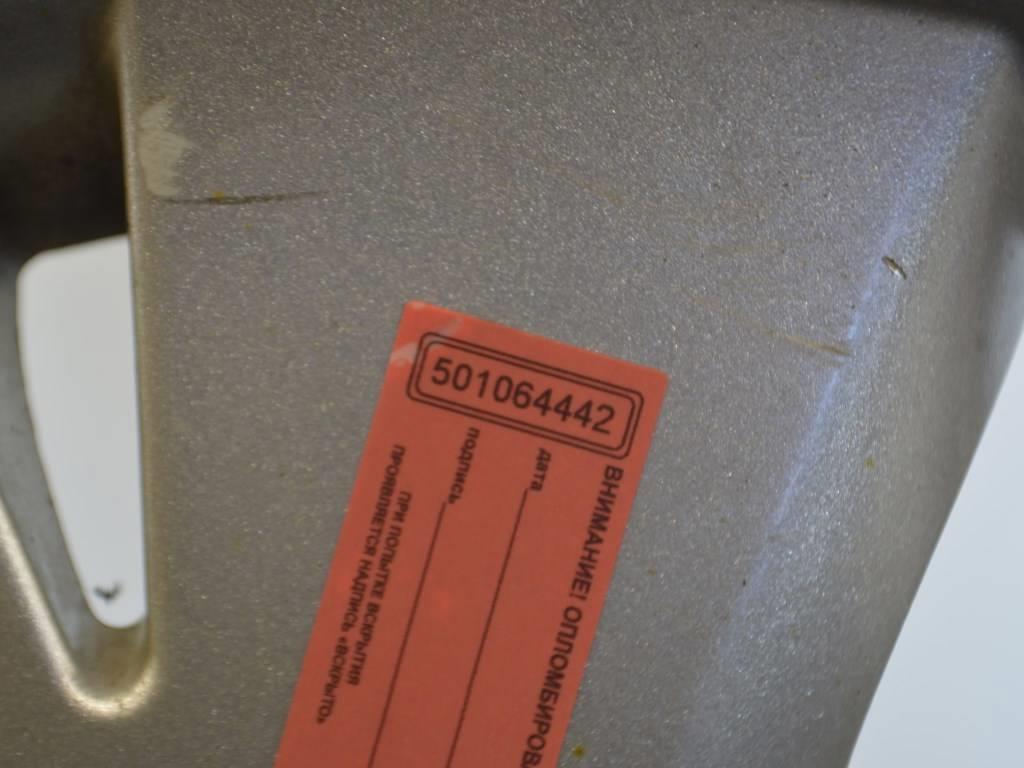 501064442
ВНИМАНИЕ! ОПЛОМБИРОВ
дата
подпись
ПРИ ПОПЫТКЕ ВСКРЫТИЯ
ПРОЯВЛЯЕТСЯ НАДПИСЬ «ВСКРЫТО»